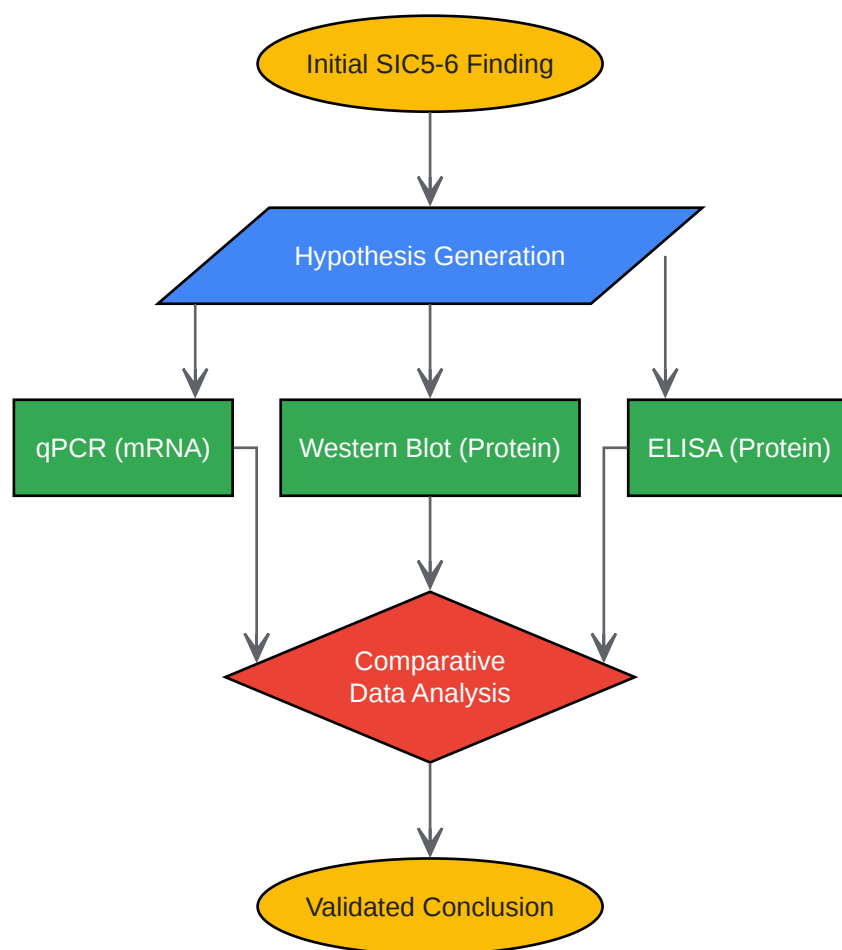 Initial SIC5-6 Finding
Hypothesis Generation
qPCR (mRNA)
Western Blot (Protein)
ELISA (Protein)
Comparative
Data Analysis
Validated Conclusion